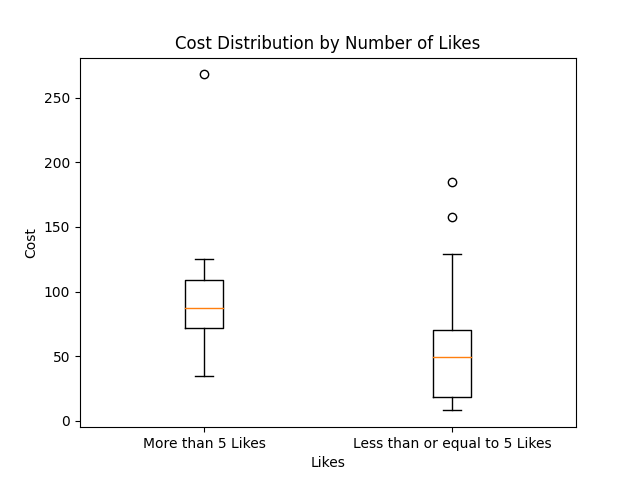 Cost Distribution by Number of Likes
250
200
150
100
50
0
Cost
More than 5 Likes
Less than or equal to 5 Likes
Likes